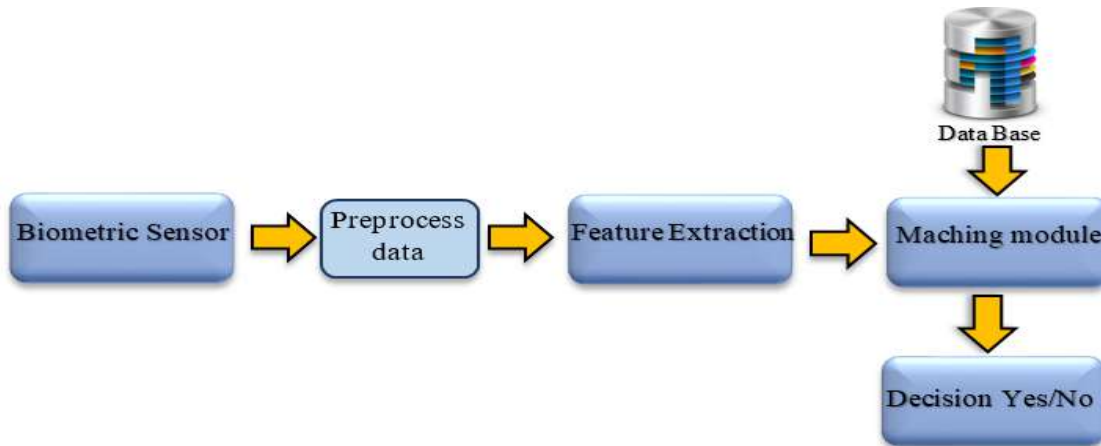 Data Base
Biometric Sensor
Preprocess
data
Feature Extraction
Maching module
Decision Yes/No